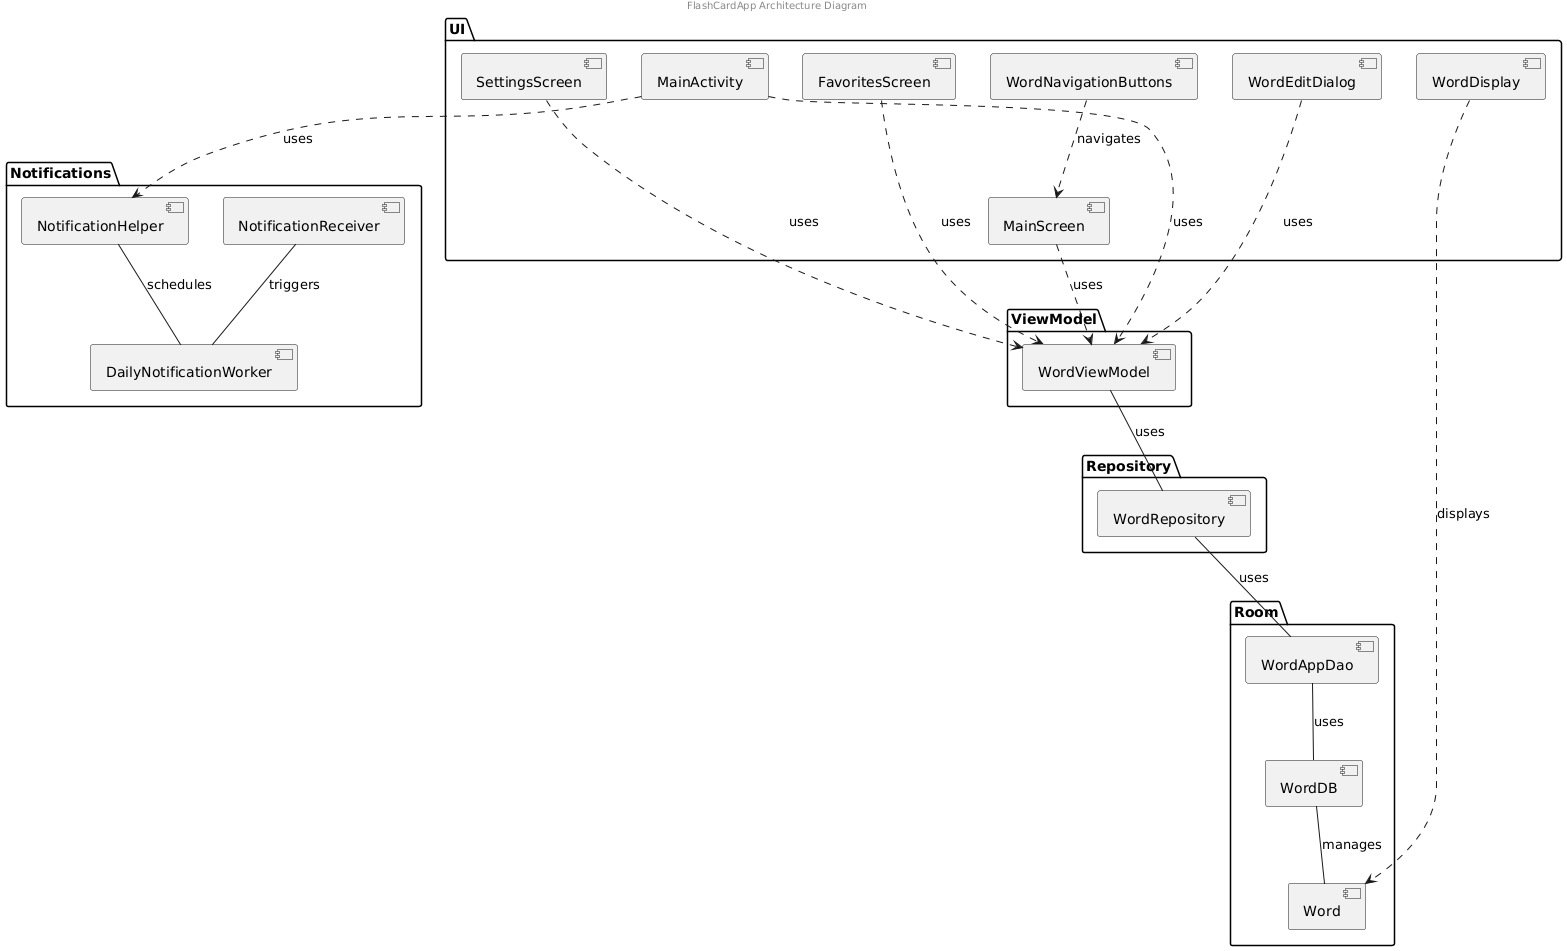 FlashCardApp Architecture Diagram
UI
SettingsScreen
MainActivity
FavoritesScreen
WordNavigationButtons
WordEditDialog
WordDisplay
uses
navigates
Notifications
NotificationHelper
NotificationReceiver
MainScreen
uses
uses
uses
uses
schedules
triggers
uses
ViewModel
DailyNotificationWorker
WordViewModel
uses
Repository
WordRepository
displays
uses
Room
WordAppDao
uses
WordDB
manages
Word